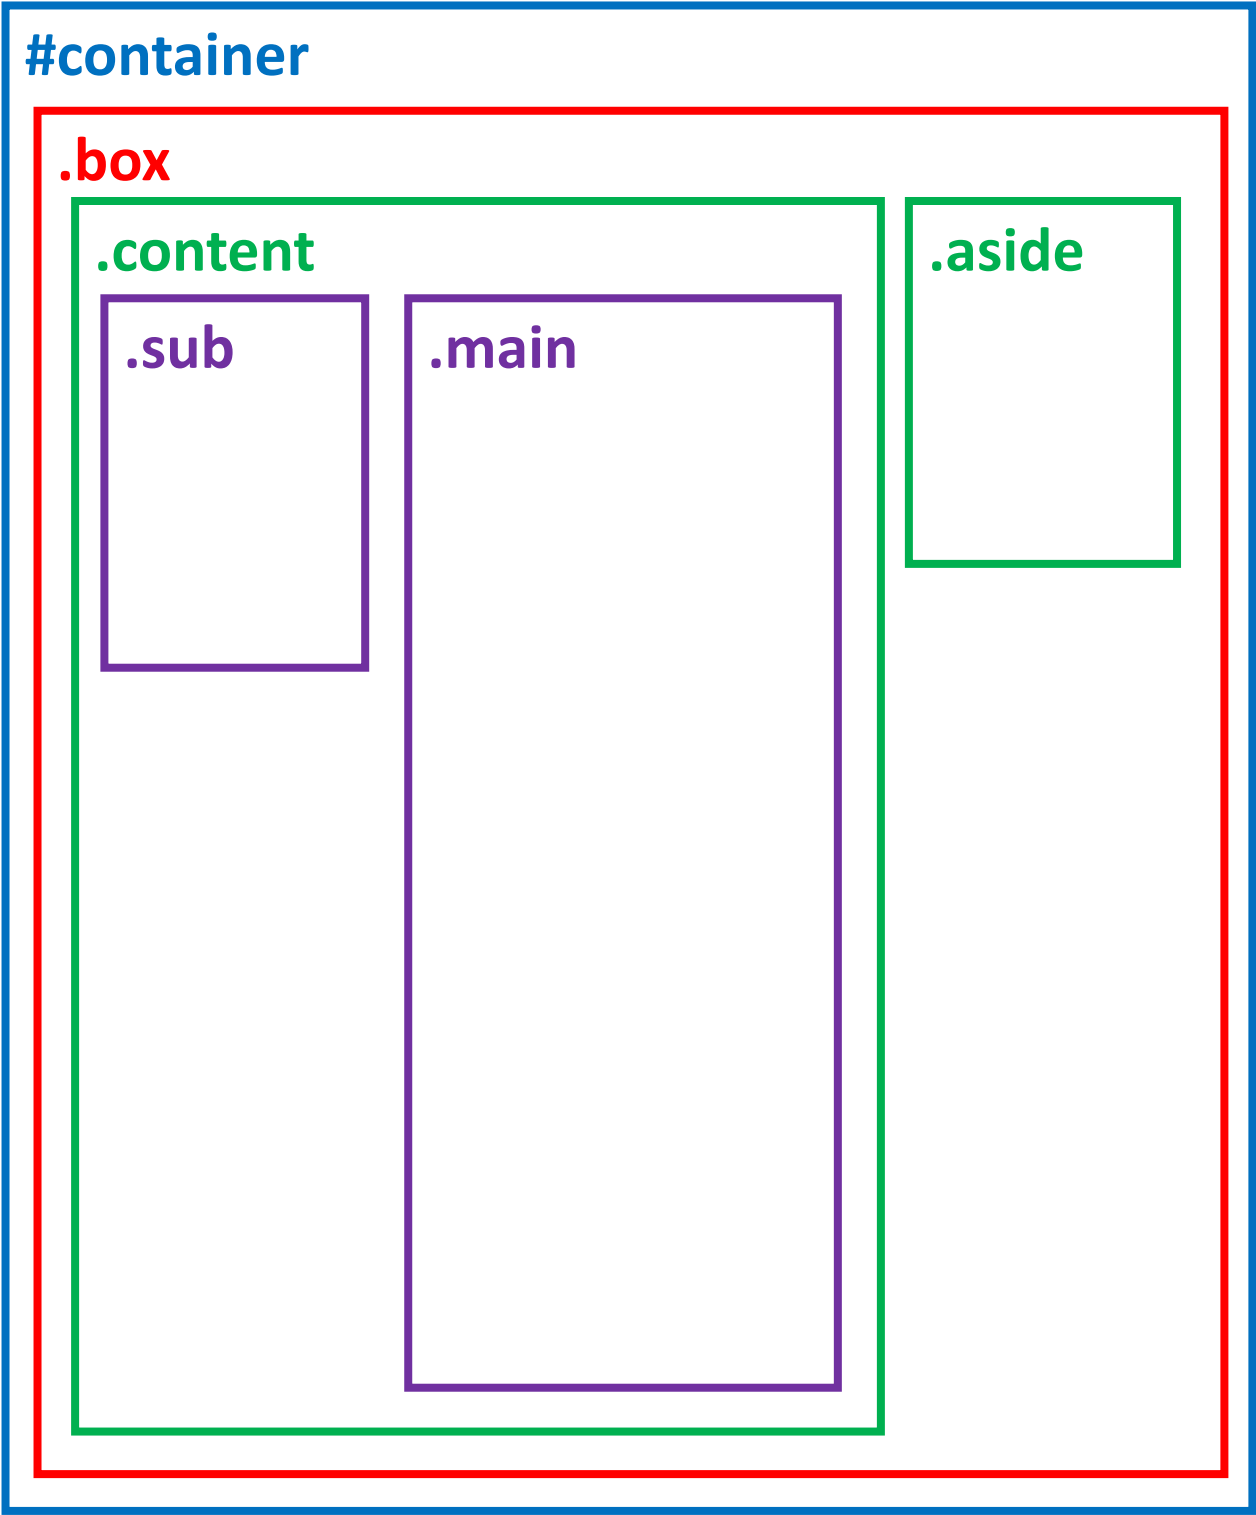 #container
.box
.content
.aside
.sub
.main